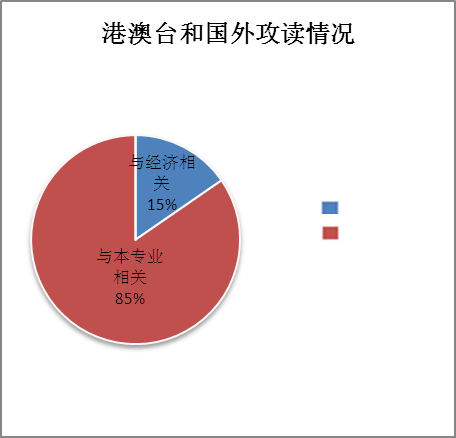 港澳台和国外攻读情况
与经济相
关
15%
与本专业
相关
85%